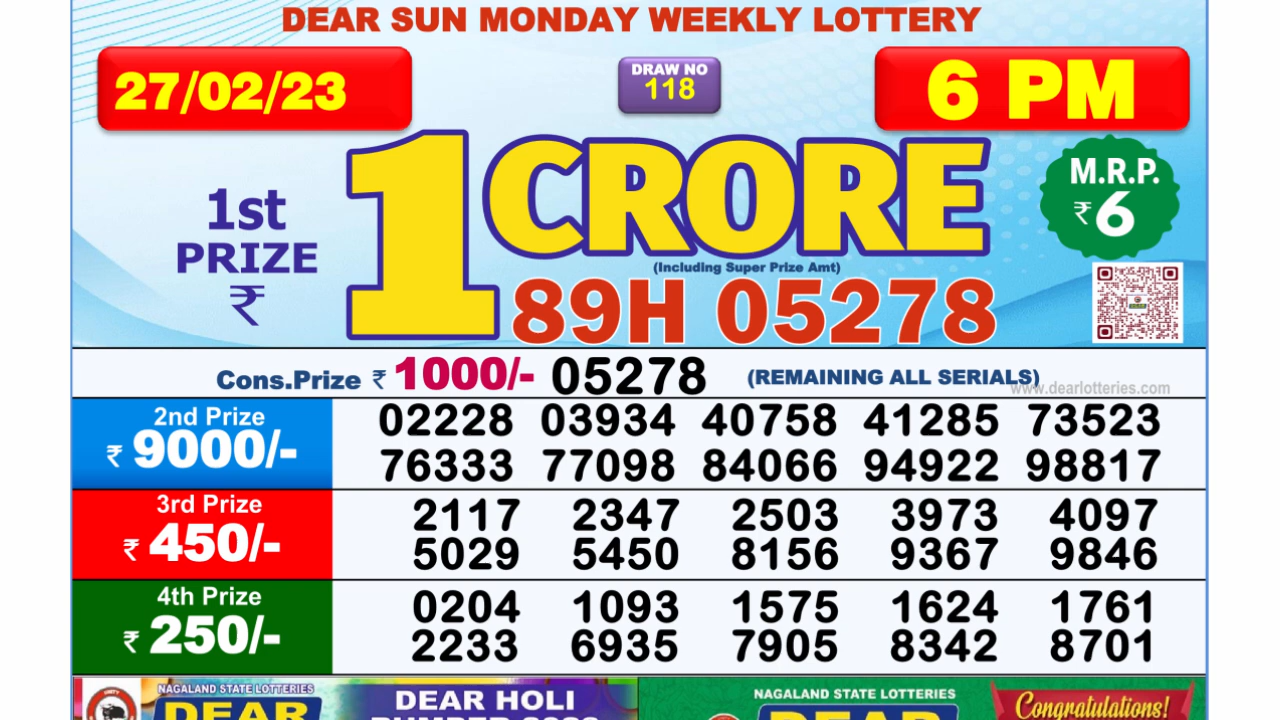 DEAR SUN MONDAY WEEKLY LOTTERY
27/02/23
DRAW NO
118
6 PM
1st
PRIZE
₹
1 CRORE
(Including Super Prize Amt)
89H 05278
M.R.P.
₹6
Cons.Prize ₹ 1000/- 05278 (REMAINING ALL SERIALS)
www.dearlotteries.com
2nd Prize
₹ 9000/-
02228 03934 40758 41285 73523
76333 77098 84066 94922 98817
3rd Prize
₹ 450/-
2117 2347 2503 3973 4097
5029 5450 8156 9367 9846
4th Prize
₹ 250/-
0204 1093 1575 1624 1761
2233 6935 7905 8342 8701
NAGALAND STATE LOTTERIES
DEAR
DEAR HOLI
NAGALAND STATE LOTTERIES
DEAR
Congratulations!